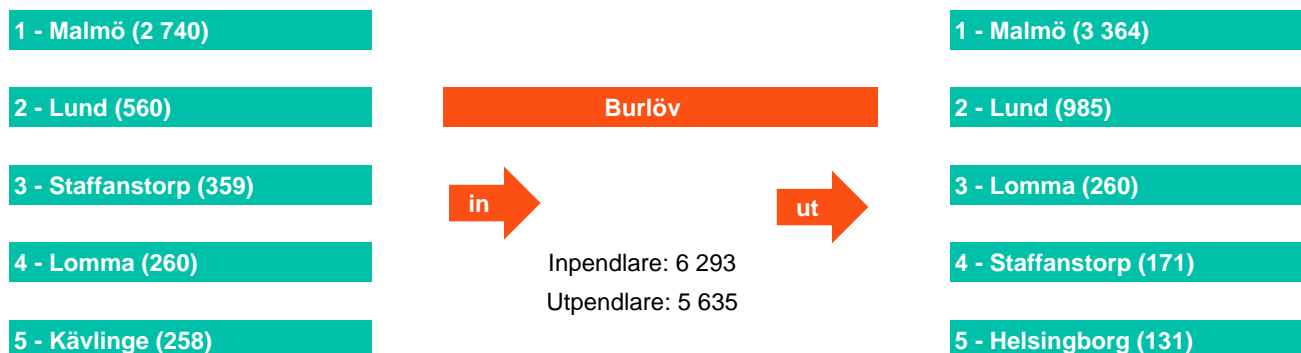 1 - Malmö (2 740)
2 - Lund (560)
3 - Staffanstorp (359)
4 - Lomma (260)
5 - Kävlinge (258)
Burlöv
in
ut
Inpendlare: 6 293
Utpendlare: 5 635
1 - Malmö (3 364)
2 - Lund (985)
3 - Lomma (260)
4 - Staffanstorp (171)
5 - Helsingborg (131)